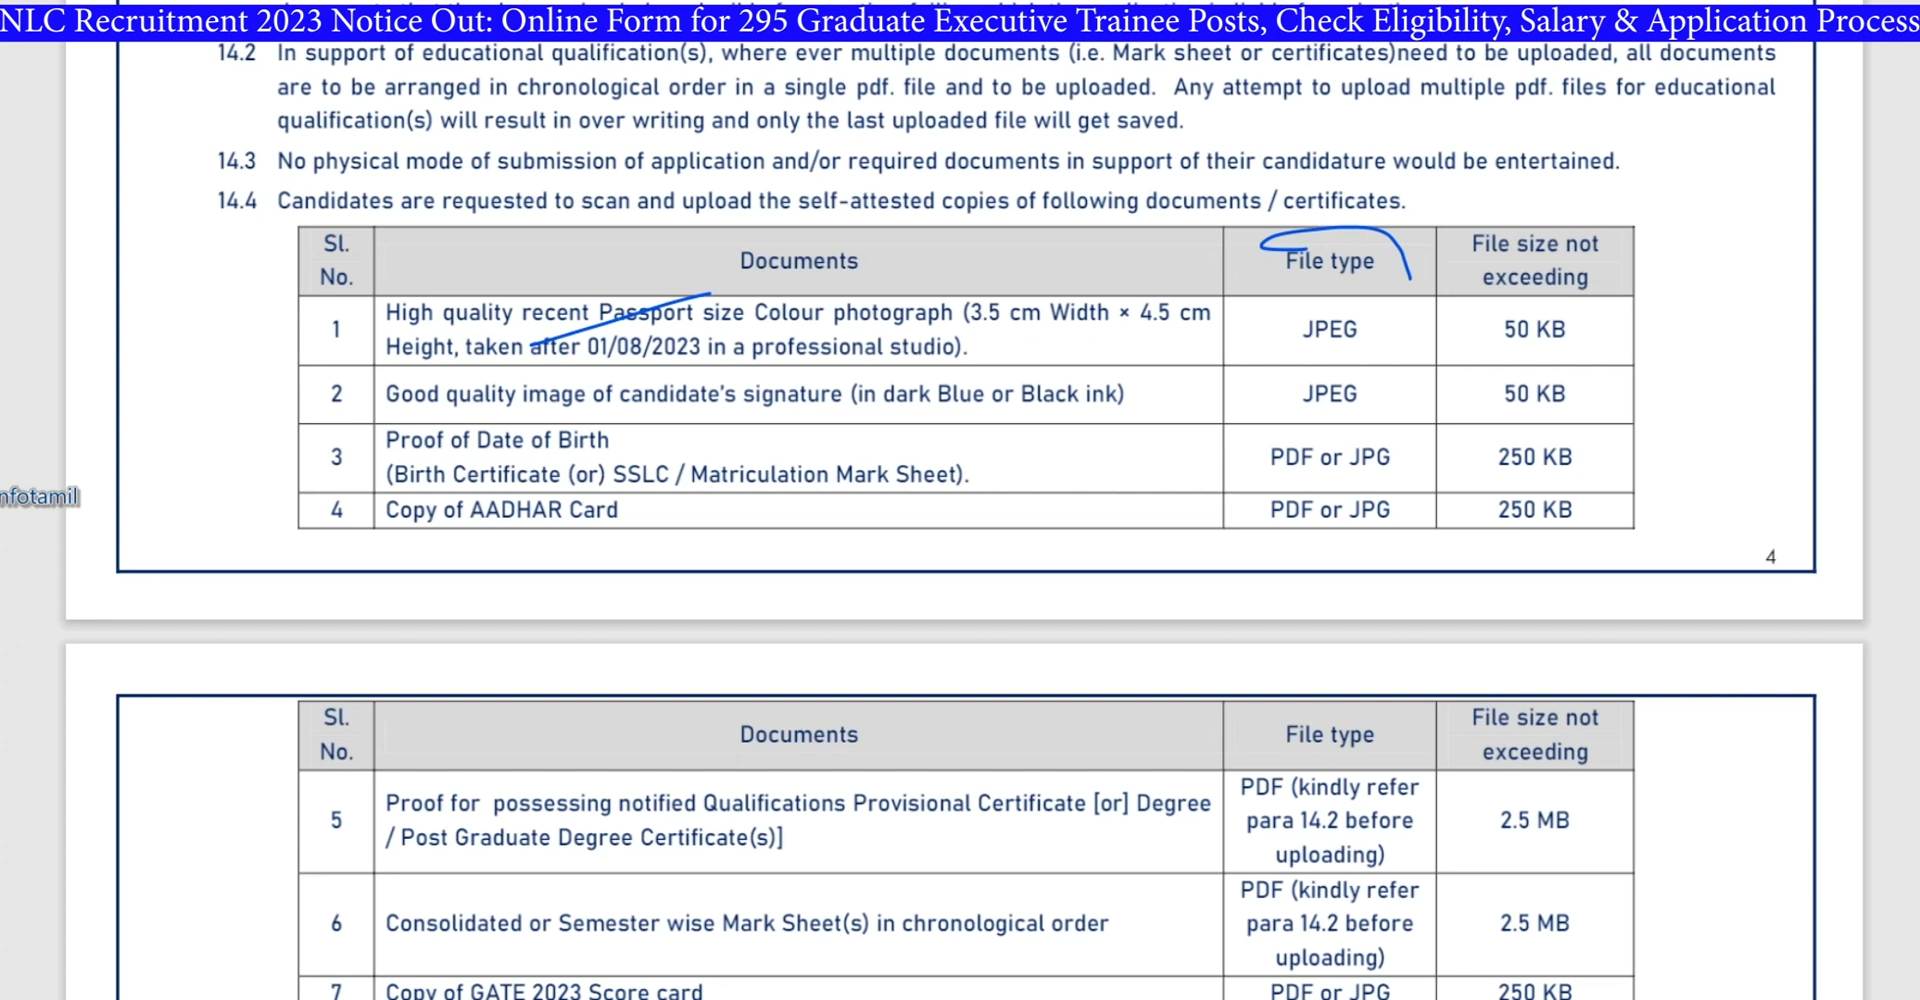 NLC Recruitment 2023 Notice Out: Online Form for 295 Graduate Executive Trainee Posts, Check Eligibility, Salary & Application Process
14.2 In support of educational qualification(s), where ever multiple documents (i.e. Mark sheet or certificates)need to be uploaded, all documents
are to be arranged in chronological order in a single pdf. file and to be uploaded. Any attempt to upload multiple pdf. files for educational
qualification(s) will result in over writing and only the last uploaded file will get saved.
14.3 No physical mode of submission of application and/or required documents in support of their candidature would be entertained.
14.4 Candidates are requested to scan and upload the self-attested copies of following documents / certificates.
Sl. No. Documents File type File size not exceeding
1 High quality recent Passport size Colour photograph (3.5 cm Width × 4.5 cm
Height, taken after 01/08/2023 in a professional studio). JPEG 50 KB
2 Good quality image of candidate's signature (in dark Blue or Black ink) JPEG 50 KB
3 Proof of Date of Birth
(Birth Certificate (or) SSLC / Matriculation Mark Sheet). PDF or JPG 250 KB
nfotamil
4 Copy of AADHAR Card PDF or JPG 250 KB
4
Sl. No. Documents File type File size not exceeding
5 Proof for possessing notified Qualifications Provisional Certificate [or] Degree
/ Post Graduate Degree Certificate(s)] PDF (kindly refer para 14.2 before uploading) 2.5 MB
6 Consolidated or Semester wise Mark Sheet(s) in chronological order PDF (kindly refer para 14.2 before uploading) 2.5 MB
7 Copy of GATE 2023 Score card PDF or JPG 250 KB